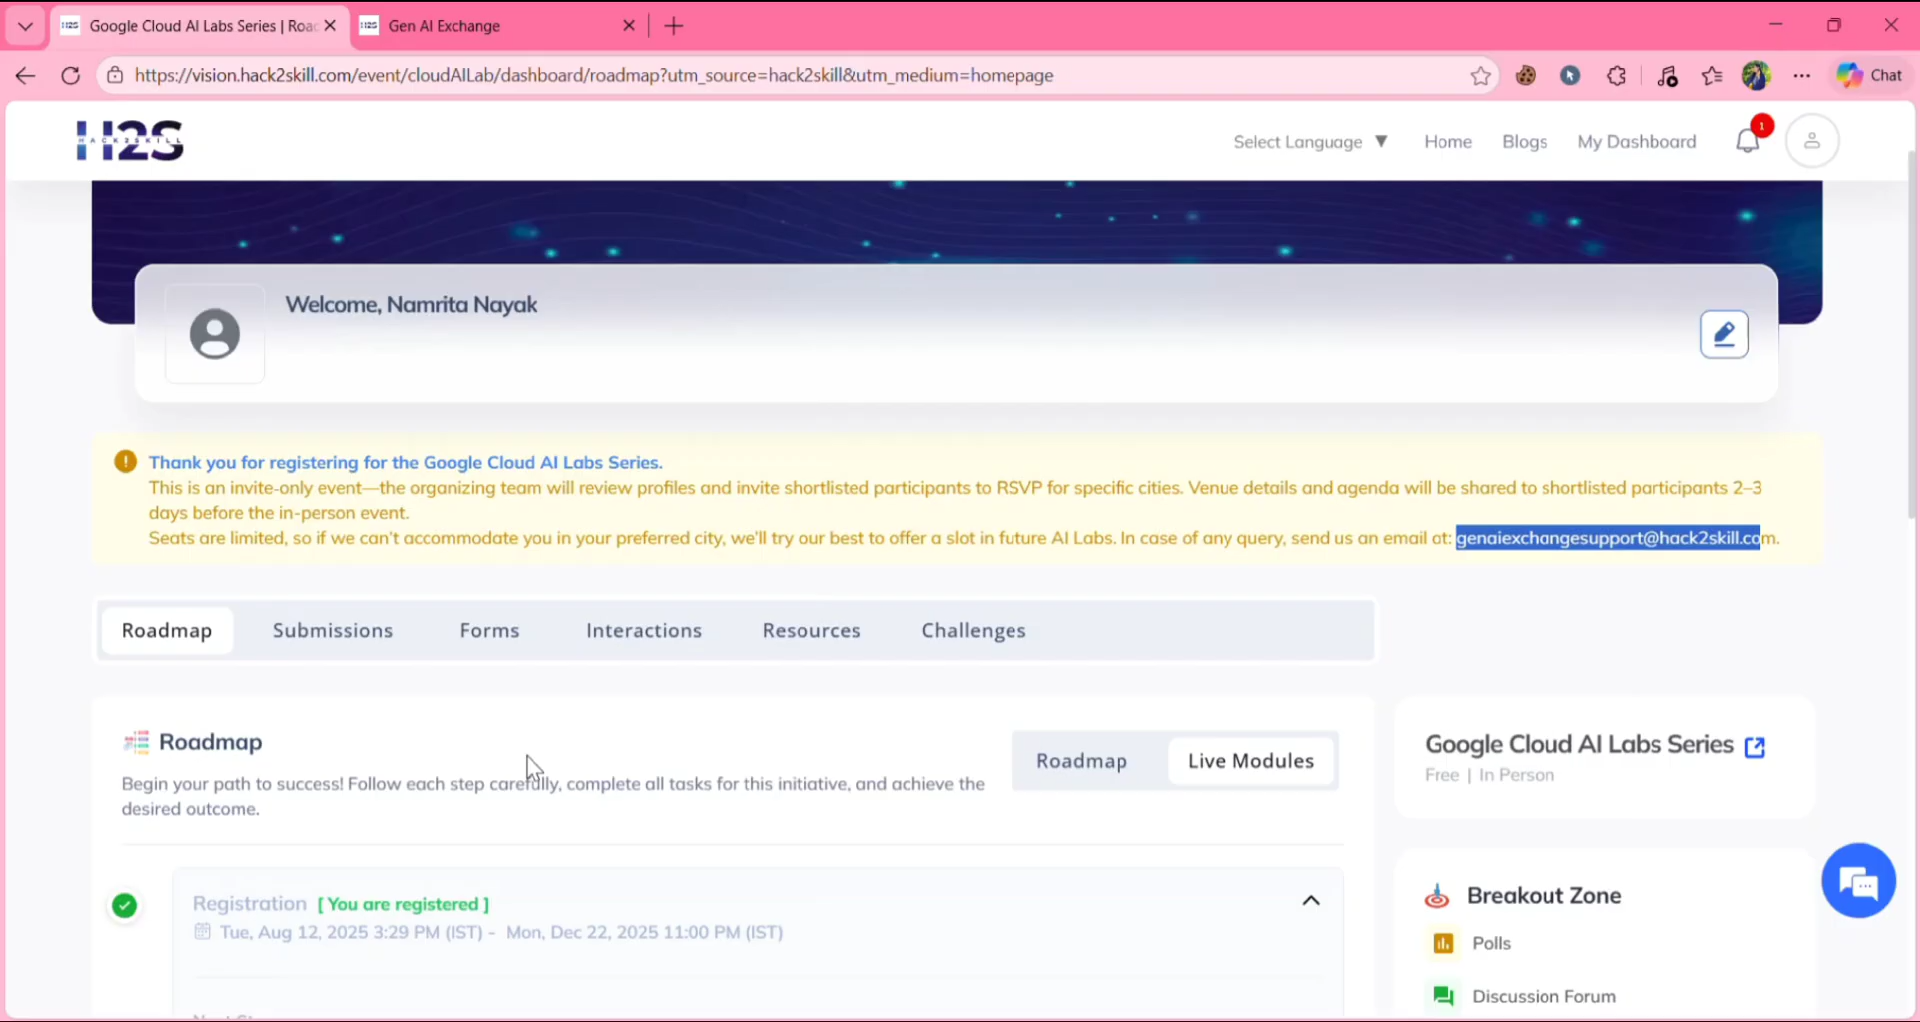 Google Cloud AI Labs Series | Roa
Gen AI Exchange
https://vision.hack2skill.com/event/cloudAILab/dashboard/roadmap?utm_source=hack2skill&utm_medium=homepage
Chat
H2S
HACK2SKILL
Select Language ▼
Home
Blogs
My Dashboard
1
Welcome, Namrita Nayak
Thank you for registering for the Google Cloud AI Labs Series.
This is an invite-only event—the organizing team will review profiles and invite shortlisted participants to RSVP for specific cities. Venue details and agenda will be shared to shortlisted participants 2–3
days before the in-person event.
Seats are limited, so if we can't accommodate you in your preferred city, we'll try our best to offer a slot in future AI Labs. In case of any query, send us an email at: genaiexchangesupport@hack2skill.com.
Roadmap
Submissions
Forms
Interactions
Resources
Challenges
Roadmap
Begin your path to success! Follow each step carefully, complete all tasks for this initiative, and achieve the
desired outcome.
Roadmap
Live Modules
Google Cloud AI Labs Series
Free | In Person
Registration [ You are registered ]
Tue, Aug 12, 2025 3:29 PM (IST) - Mon, Dec 22, 2025 11:00 PM (IST)
Breakout Zone
Polls
Discussion Forum